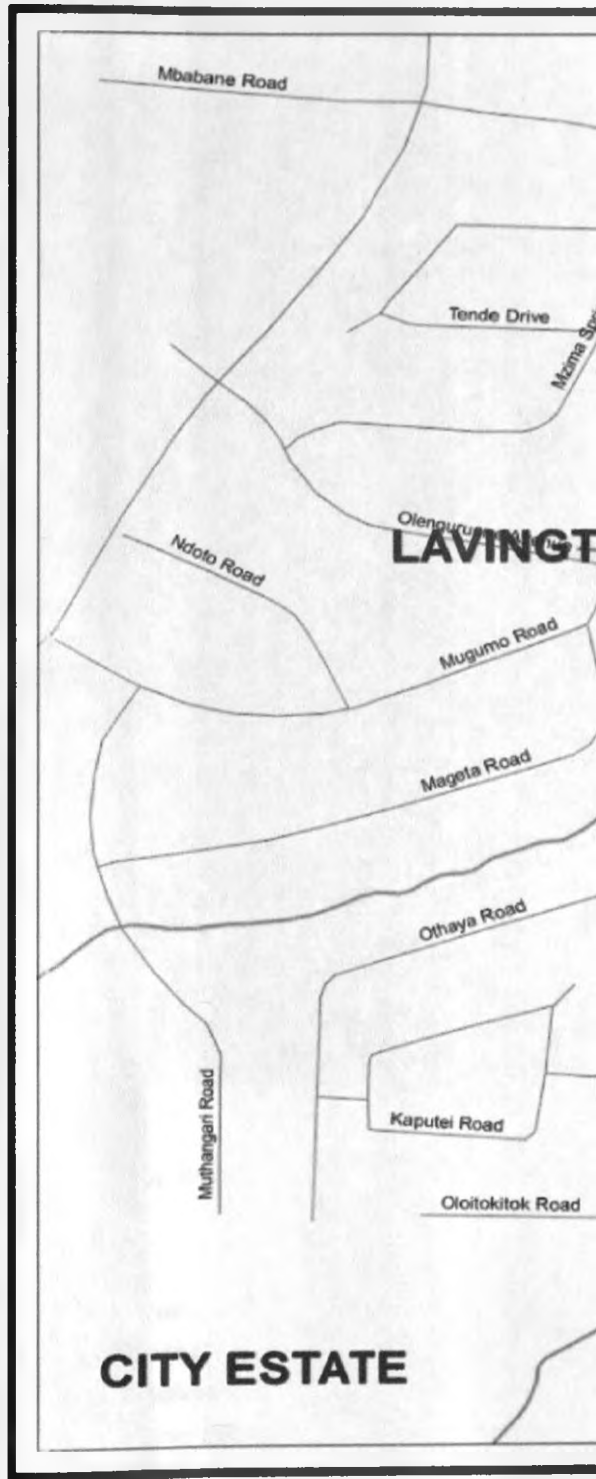 Mbabane Road
Tende Drive
Mzima
LAVINGT
Ndoto Road
Mugumo Road
Mageta Road
Othaya Road
Muthangari Road
Kaputei Road
Oloitokitok Road
CITY ESTATE